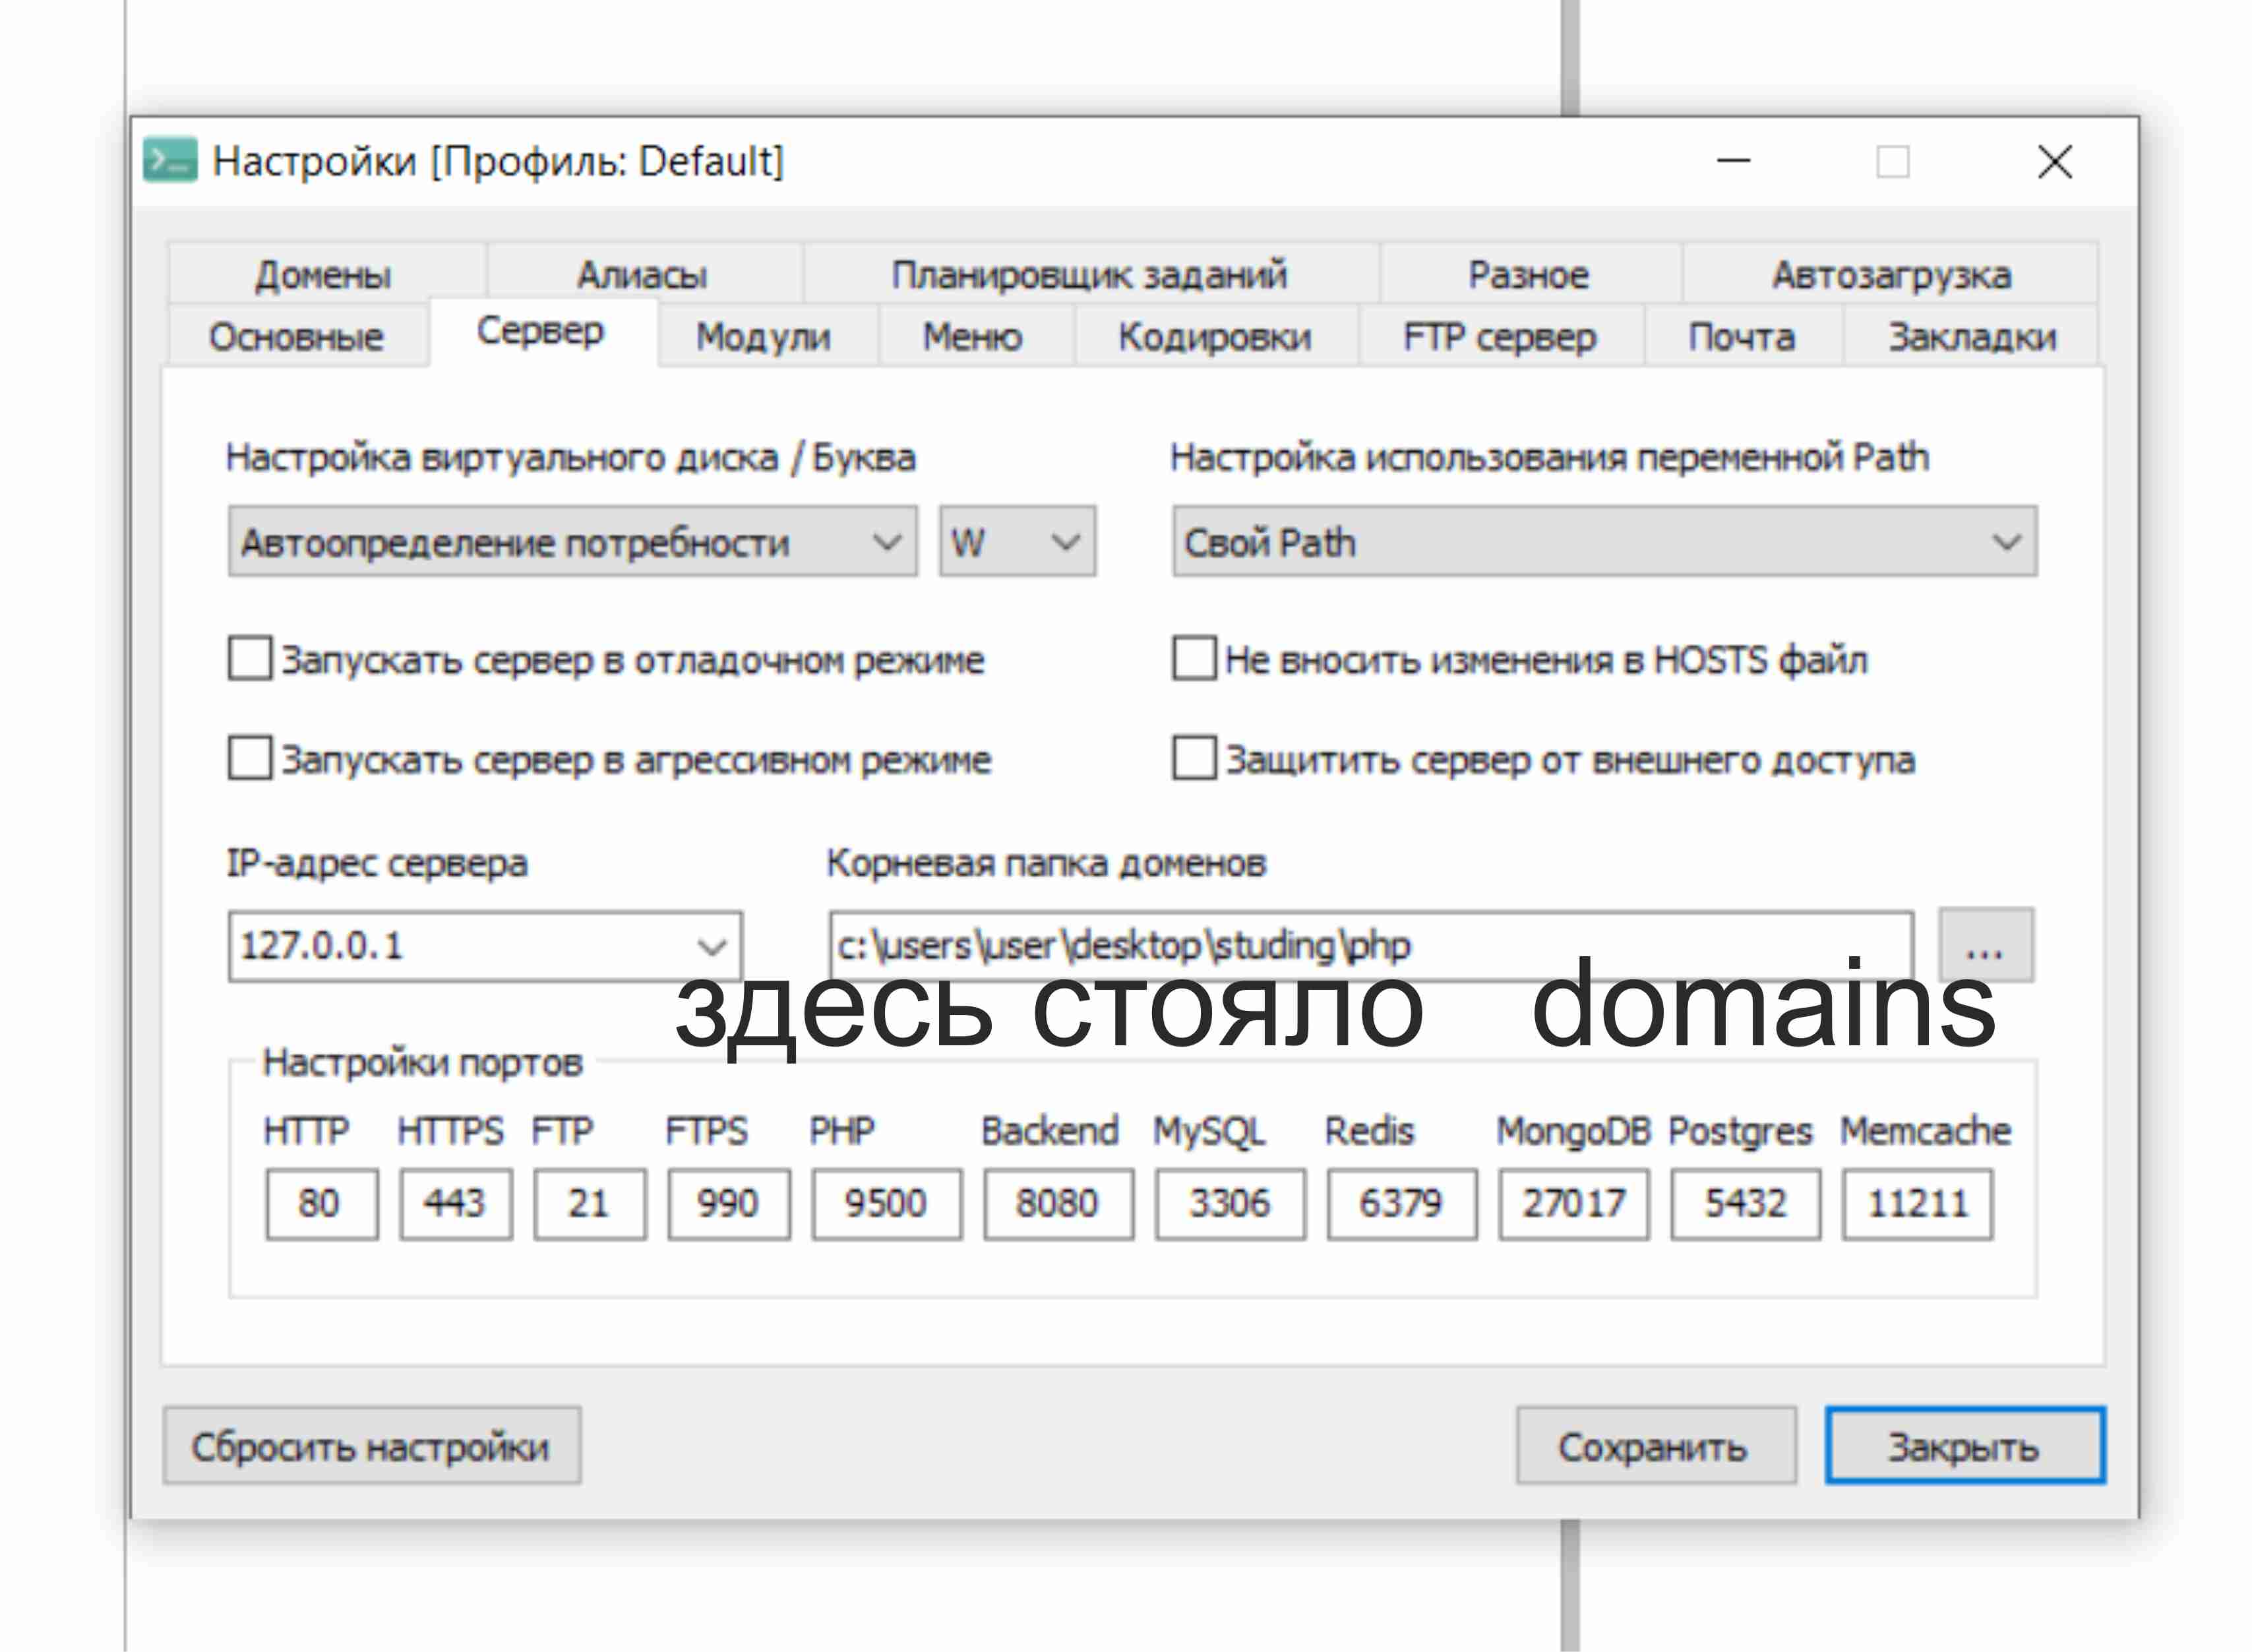 Настройки [Профиль: Default]
Домены Алиасы Планировщик заданий Разное Автозагрузка
Основные Сервер Модули Меню Кодировки FTP сервер Почта Закладки
Настройка виртуального диска / Буква Настройка использования переменной Path
Автоопределение потребности W Свой Path
Запускать сервер в отладочном режиме Не вносить изменения в HOSTS файл
Запускать сервер в агрессивном режиме Защитить сервер от внешнего доступа
IP-адрес сервера Корневая папка доменов
127.0.0.1 c:\users\user\desktop\studing\php ...
здесь стояло domains
Настройки портов
HTTP HTTPS FTP FTPS PHP Backend MySQL Redis MongoDB Postgres Memcache
80 443 21 990 9500 8080 3306 6379 27017 5432 11211
Сбросить настройки Сохранить Закрыть